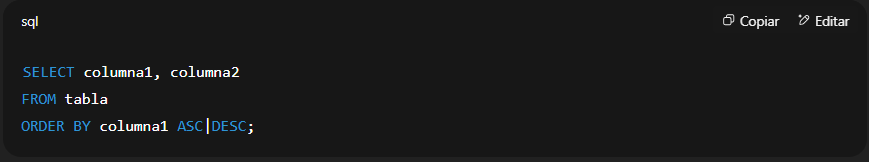 sql
Copiar
Editar
SELECT columna1, columna2
FROM tabla
ORDER BY columna1 ASC|DESC;